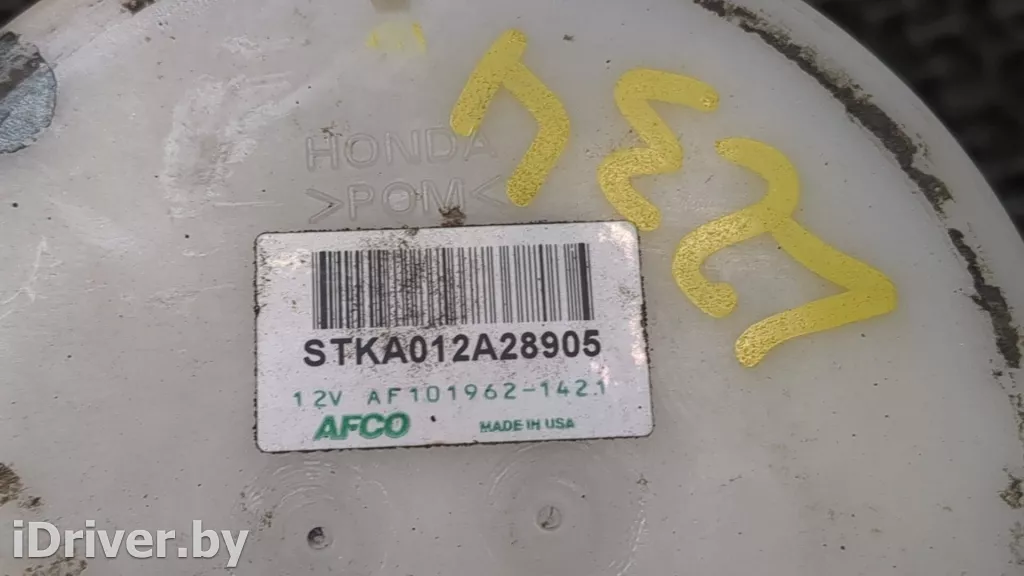 HONDA
>POM<
STKA012A28905
12V AF101962-1421
AFCO MADE IN USA
iDriver.by